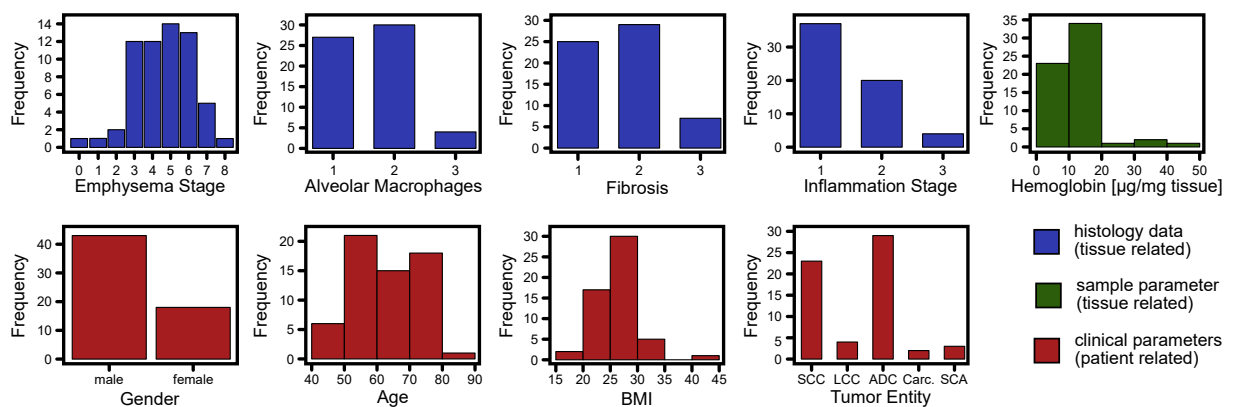 Frequency
14
12
10
8
6
4
2
0
0 1 2 3 4 5 6 7 8
Emphysema Stage
Frequency
30
25
20
15
10
5
0
1 2 3
Alveolar Macrophages
Frequency
30
25
20
15
10
5
0
1 2 3
Fibrosis
Frequency
30
20
10
0
1 2 3
Inflammation Stage
Frequency
35
30
25
20
15
10
5
0
0 10 20 30 40 50
Hemoglobin [µg/mg tissue]
Frequency
40
30
20
10
0
male female
Gender
Frequency
20
15
10
5
0
40 50 60 70 80 90
Age
Frequency
30
25
20
15
10
5
0
15 20 25 30 35 40 45
BMI
Frequency
30
25
20
15
10
5
0
SCC LCC ADC Carc. SCA
Tumor Entity
histology data
(tissue related)
sample parameter
(tissue related)
clinical parameters
(patient related)